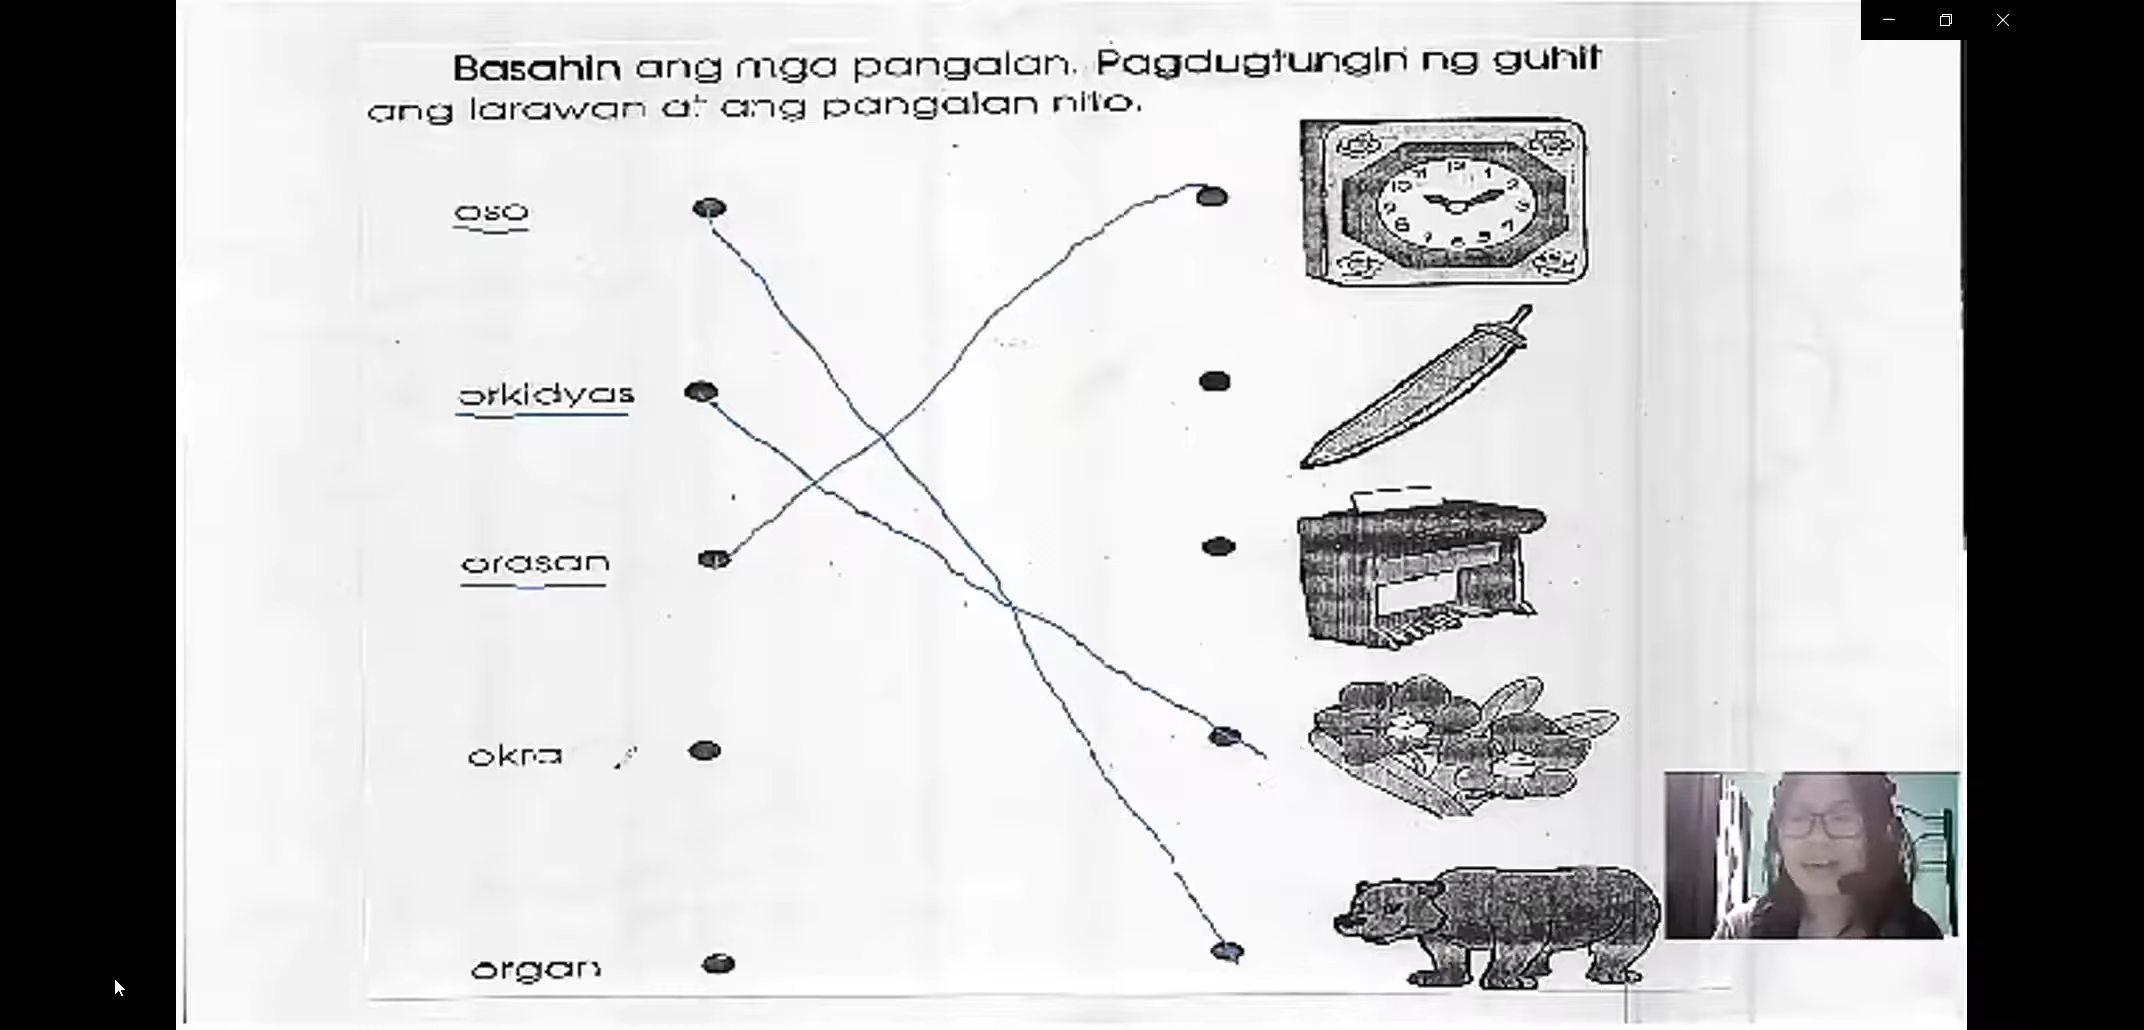 Basahin ang mga pangalan. Pagdugtungin ng guhit
ang larawan at ang pangalan nito.
oso
orkidyas
orasan
okra
organ